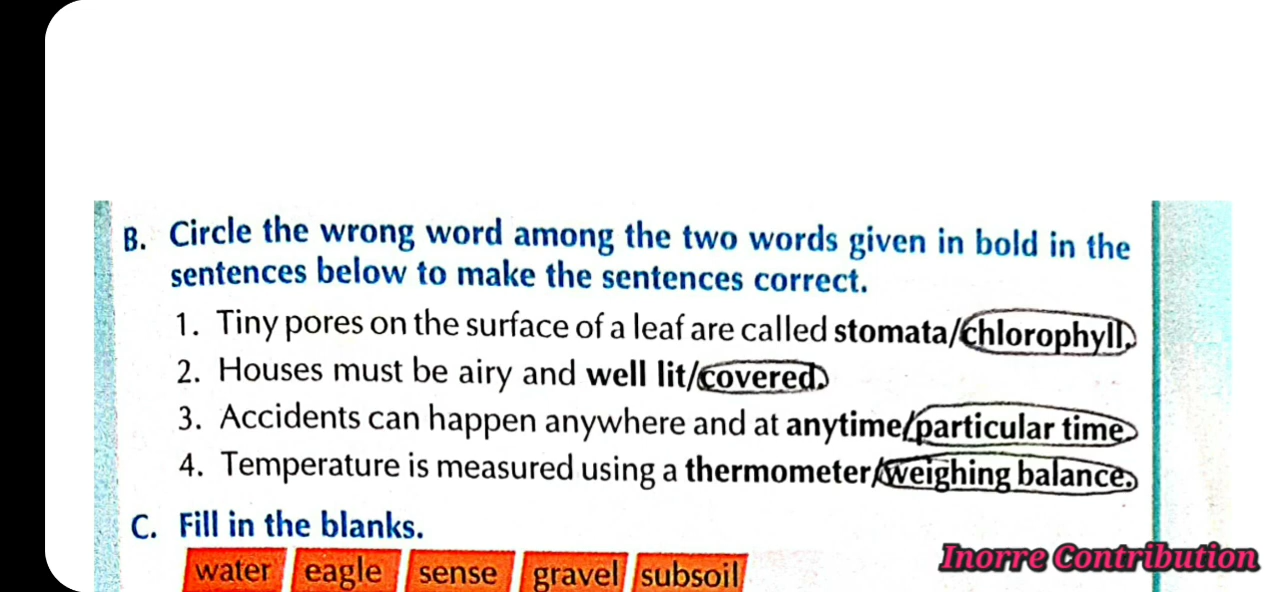 B. Circle the wrong word among the two words given in bold in the
sentences below to make the sentences correct.
1. Tiny pores on the surface of a leaf are called stomata/chlorophyll.
2. Houses must be airy and well lit/covered.
3. Accidents can happen anywhere and at anytime/particular time.
4. Temperature is measured using a thermometer/weighing balance.
C. Fill in the blanks.
water eagle sense gravel subsoil
Inorre Contribution